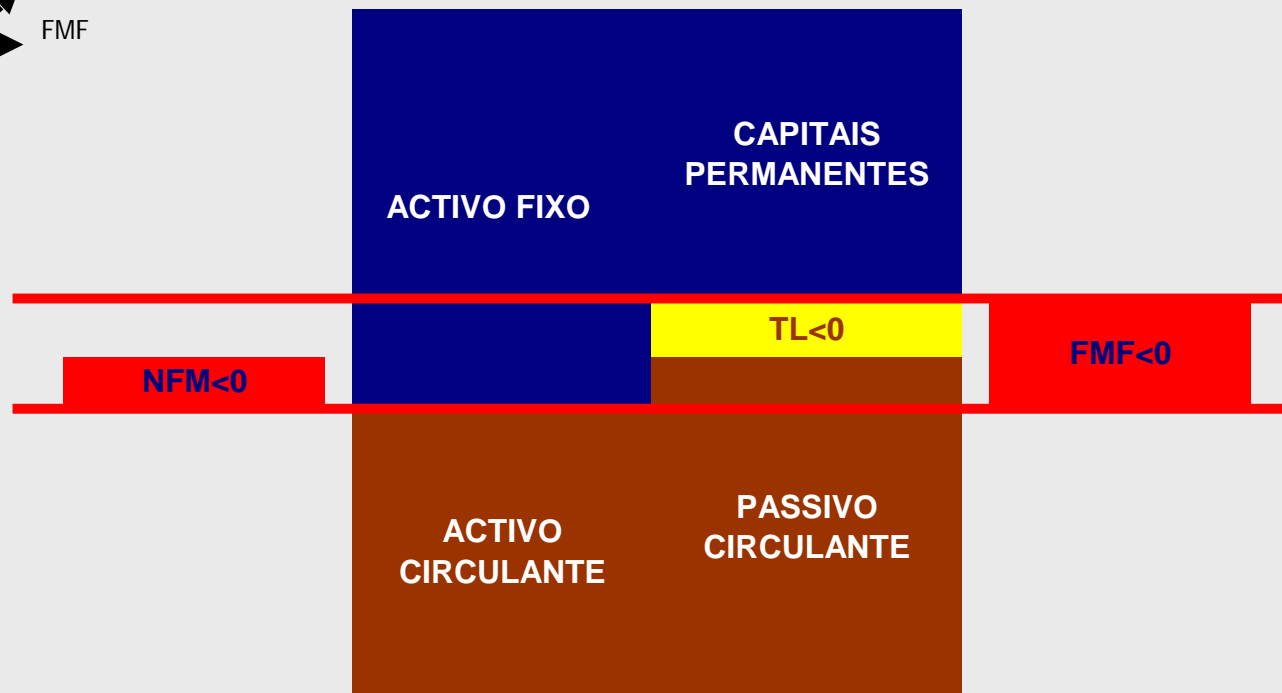 FMF
CAPITAIS
PERMANENTES
ACTIVO FIXO
TL<0
FMF<0
NFM<0
PASSIVO
CIRCULANTE
ACTIVO
CIRCULANTE